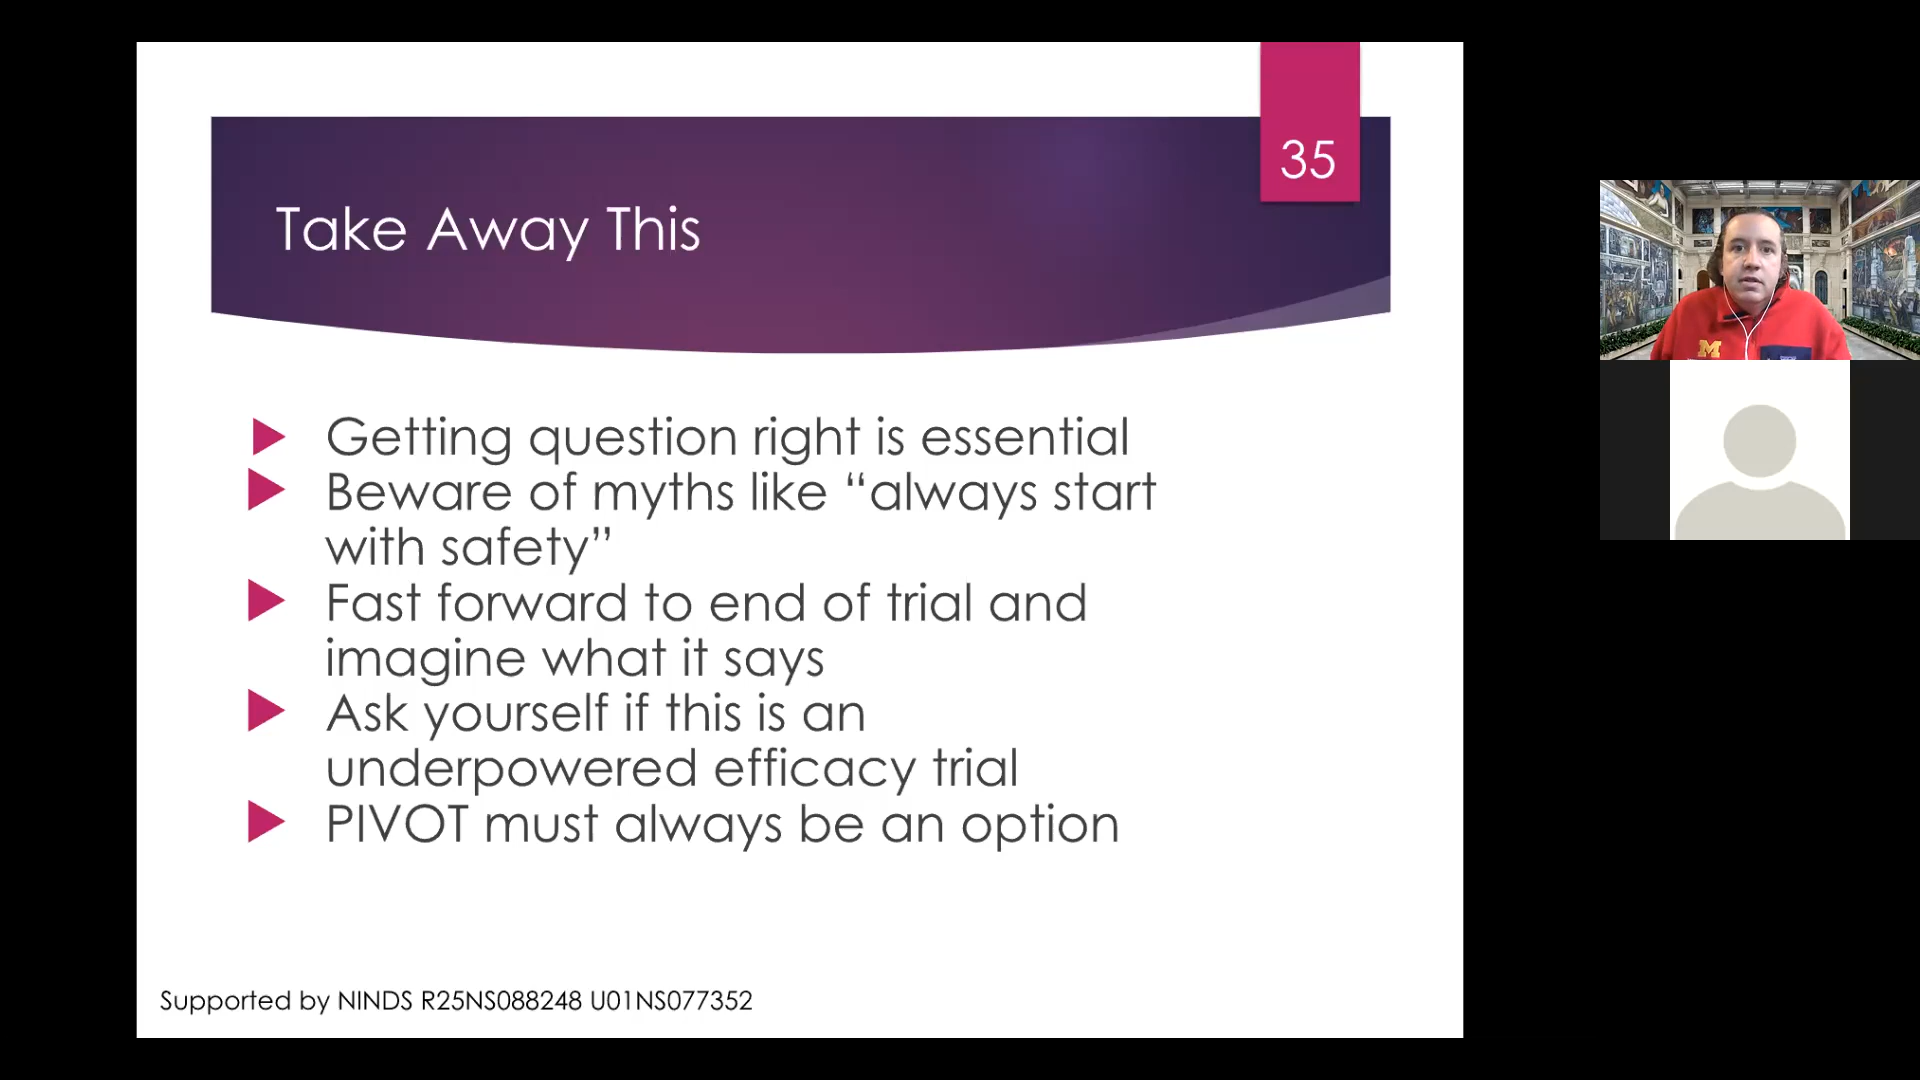 35
Take Away This
Getting question right is essential
Beware of myths like “always start
with safety”
Fast forward to end of trial and
imagine what it says
Ask yourself if this is an
underpowered efficacy trial
PIVOT must always be an option
Supported by NINDS R25NS088248 U01NS077352
M